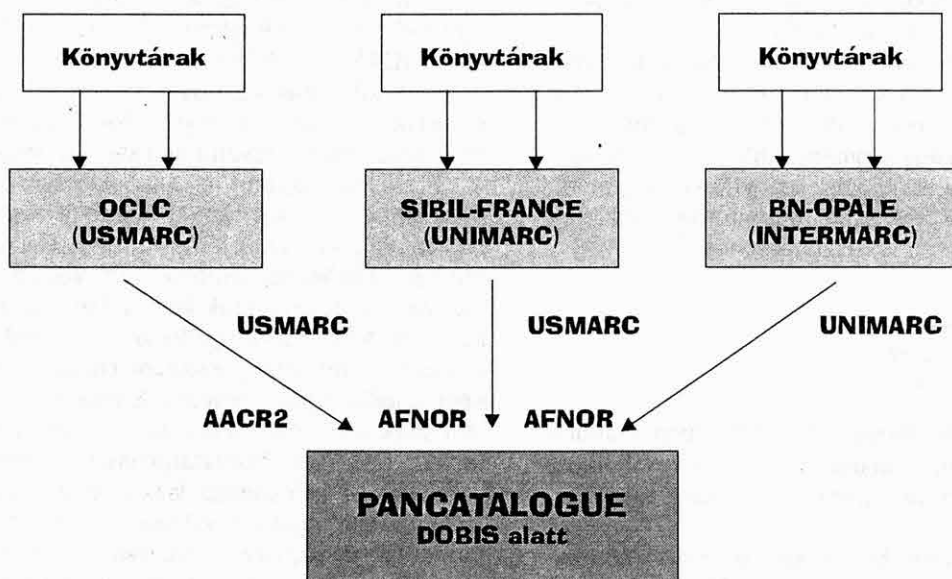 Könyvtárak Könyvtárak Könyvtárak
OCLC SIBIL-FRANCE BN-OPALE
(USMARC) (UNIMARC) (INTERMARC)
USMARC USMARC UNIMARC
AACR2 AFNOR AFNOR
PANCATALOGUE
DOBIS alatt